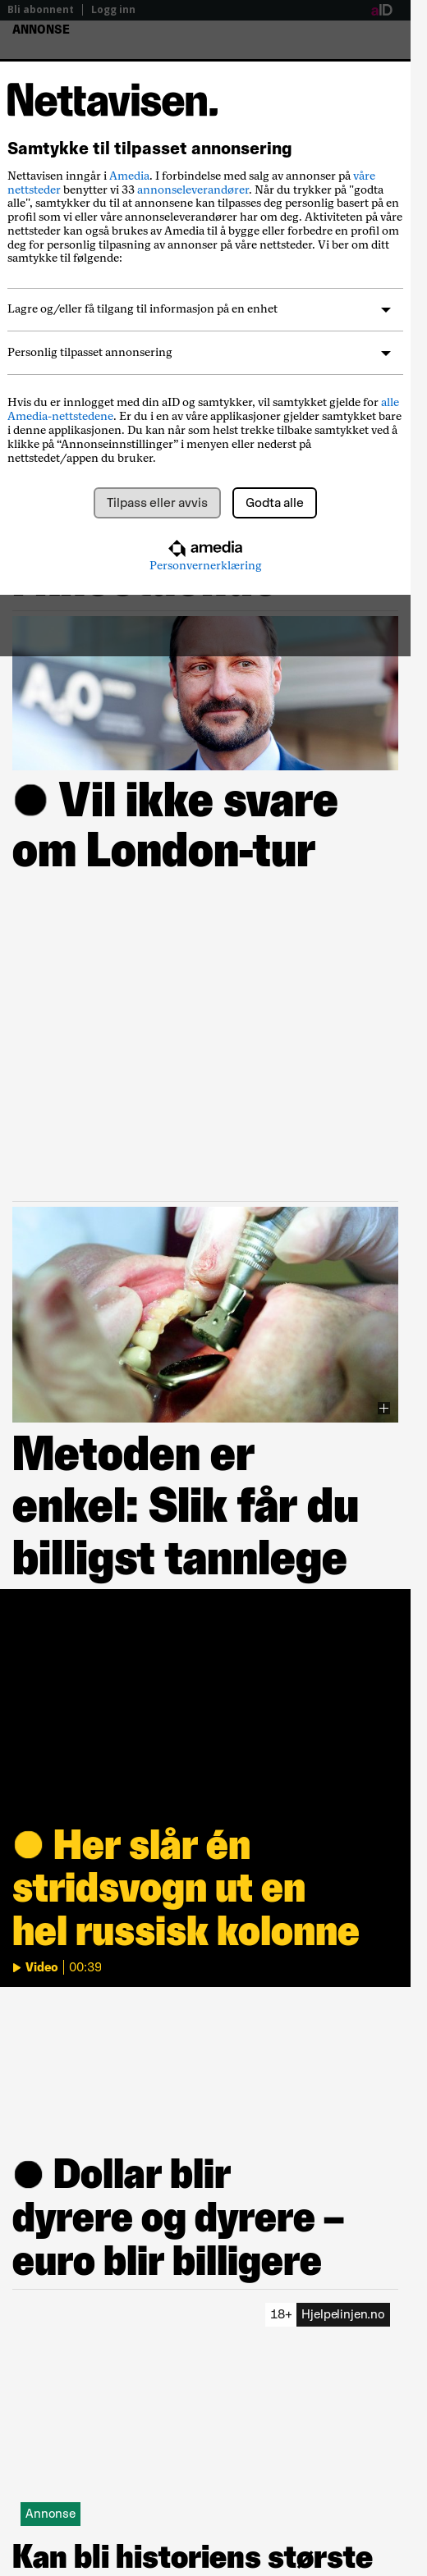 Bli abonnent | Logg inn
aID
ANNONSE
Nettavisen.
Samtykke til tilpasset annonsering
Nettavisen inngår i Amedia. I forbindelse med salg av annonser på våre
nettsteder benytter vi 33 annonseleverandører. Når du trykker på "godta
alle", samtykker du til at annonsene kan tilpasses deg personlig basert på en
profil som vi eller våre annonseleverandører har om deg. Aktiviteten på våre
nettsteder kan også brukes av Amedia til å bygge eller forbedre en profil om
deg for personlig tilpasning av annonser på våre nettsteder. Vi ber om ditt
samtykke til følgende:
Lagre og/eller få tilgang til informasjon på en enhet
Personlig tilpasset annonsering
Hvis du er innlogget med din aID og samtykker, vil samtykket gjelde for alle
Amedia-nettstedene. Er du i en av våre applikasjoner gjelder samtykket bare
i denne applikasjonen. Du kan når som helst trekke tilbake samtykket ved å
klikke på “Annonseinnstillinger” i menyen eller nederst på
nettstedet/appen du bruker.
Tilpass eller avvis
Godta alle
amedia
Personvernerklæring
Vil ikke svare
om London-tur
Metoden er
enkel: Slik får du
billigst tannlege
Her slår én
stridsvogn ut en
hel russisk kolonne
Video | 00:39
Dollar blir
dyrere og dyrere –
euro blir billigere
18+ Hjelpelinjen.no
Annonse
Kan bli historiens største